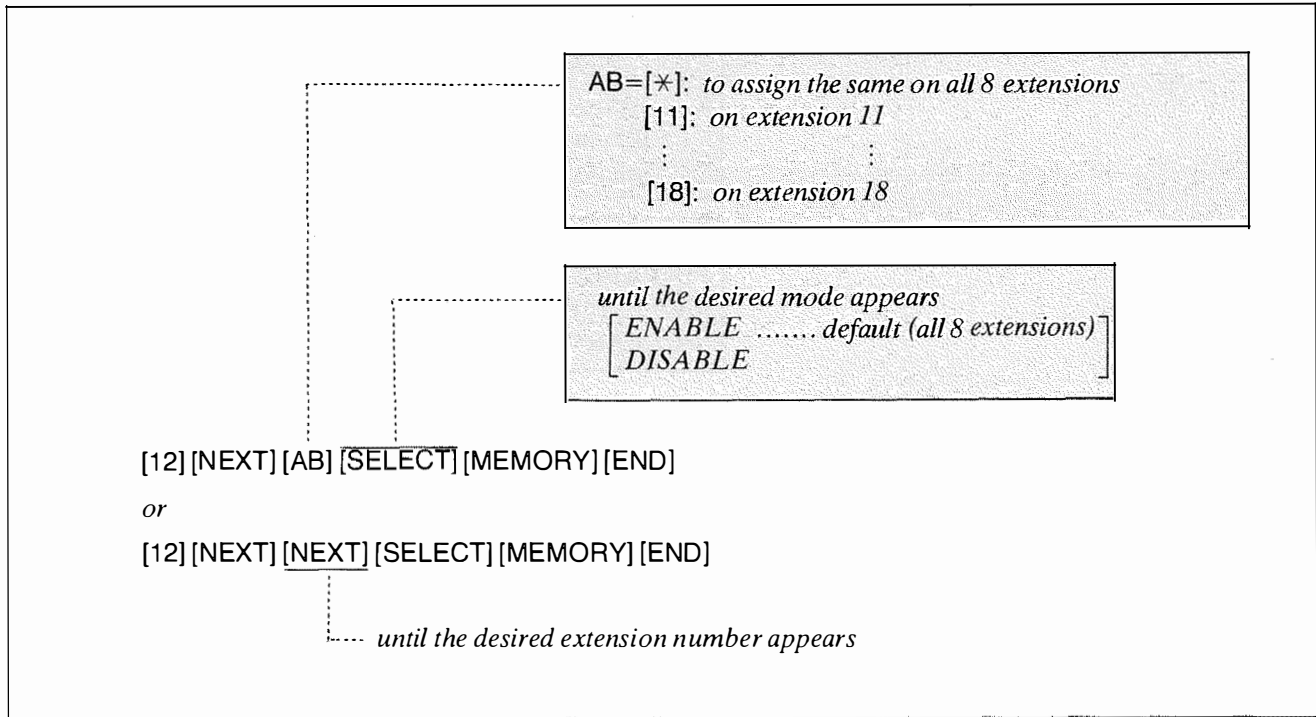 AB=[*]: to assign the same on all 8 extensions
[11]: on extension 11
⋮ ⋮
[18]: on extension 18
until the desired mode appears
ENABLE ....... default (all 8 extensions)
DISABLE
[12] [NEXT] [AB] [SELECT] [MEMORY] [END]
or
[12] [NEXT] [NEXT] [SELECT] [MEMORY] [END]
until the desired extension number appears